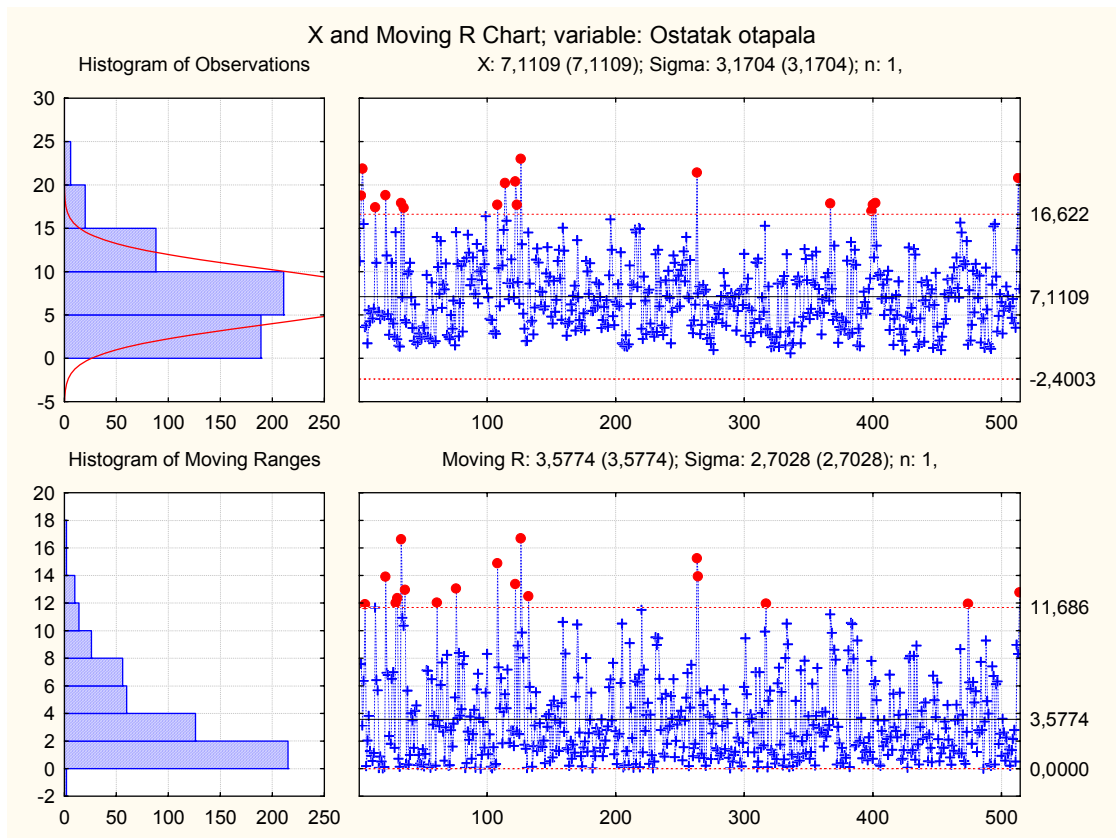 X and Moving R Chart; variable: Ostatak otapala
Histogram of Observations
X: 7,1109 (7,1109); Sigma: 3,1704 (3,1704); n: 1,
30
25
20
15
10
5
0
-5
0 50 100 150 200 250
100 200 300 400 500
16,622
7,1109
-2,4003
Histogram of Moving Ranges
Moving R: 3,5774 (3,5774); Sigma: 2,7028 (2,7028); n: 1,
20
18
16
14
12
10
8
6
4
2
0
-2
0 50 100 150 200 250
100 200 300 400 500
11,686
3,5774
0,0000